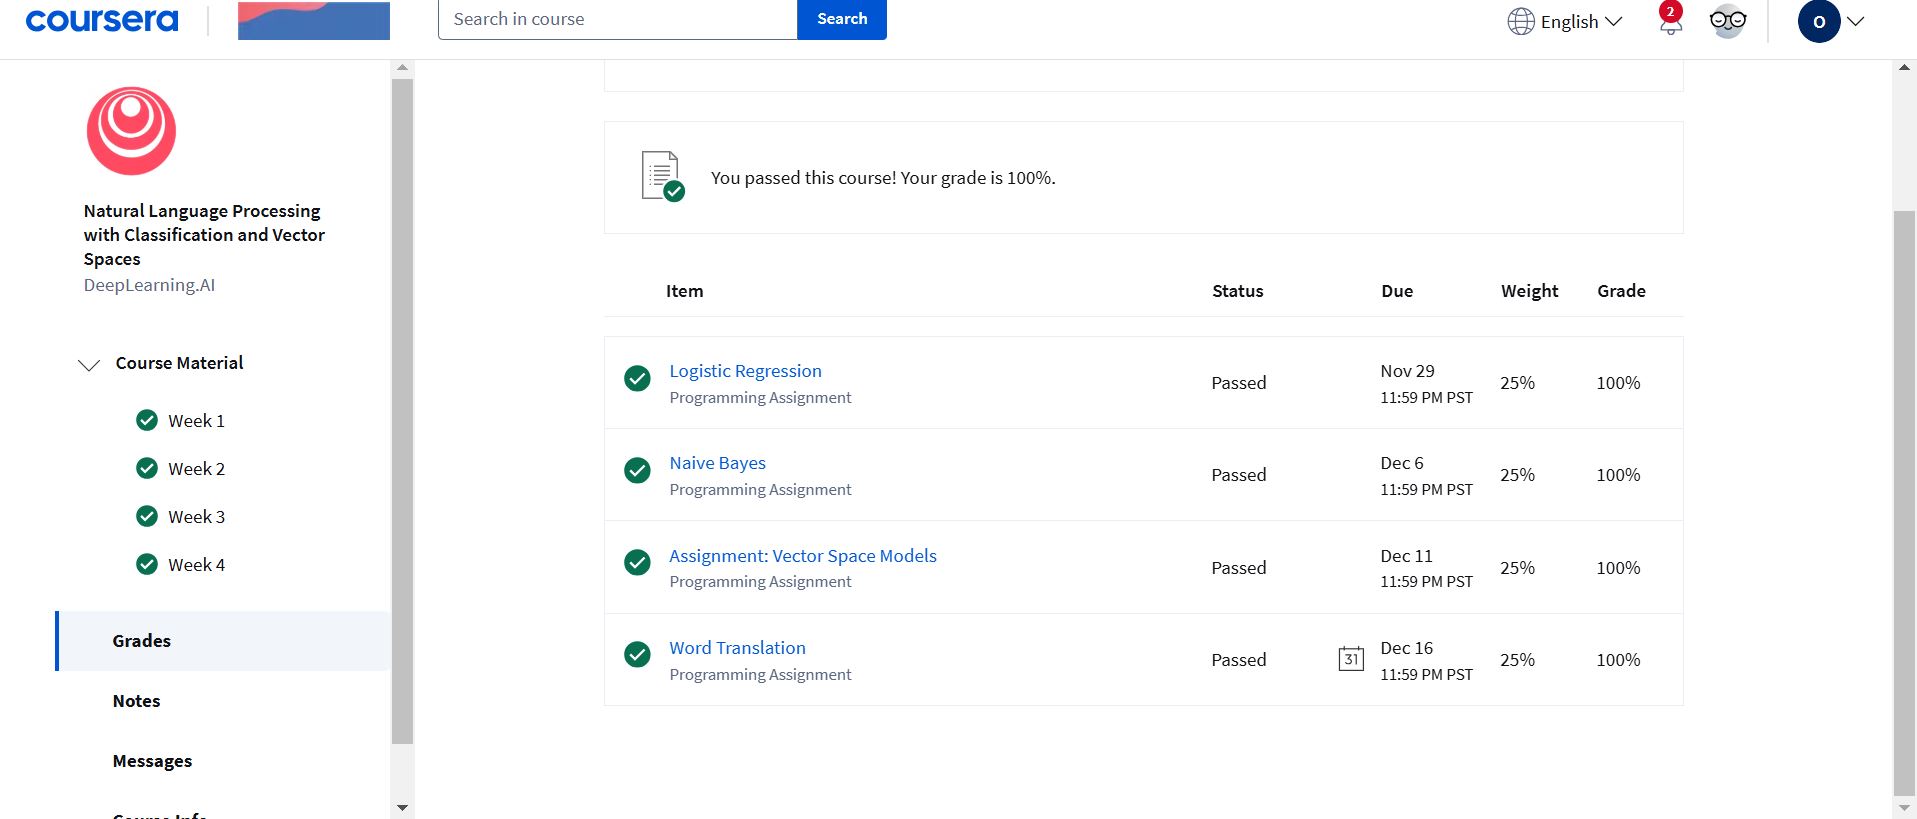 coursera
Search in course
Search
English
2
O
Natural Language Processing
with Classification and Vector
Spaces
DeepLearning.AI
Course Material
Week 1
Week 2
Week 3
Week 4
Grades
Notes
Messages
Course Info
You passed this course! Your grade is 100%.
Item Status Due Weight Grade
Logistic Regression
Programming Assignment
Passed
Nov 29
11:59 PM PST
25%
100%
Naive Bayes
Programming Assignment
Passed
Dec 6
11:59 PM PST
25%
100%
Assignment: Vector Space Models
Programming Assignment
Passed
Dec 11
11:59 PM PST
25%
100%
Word Translation
Programming Assignment
Passed
31
Dec 16
11:59 PM PST
25%
100%